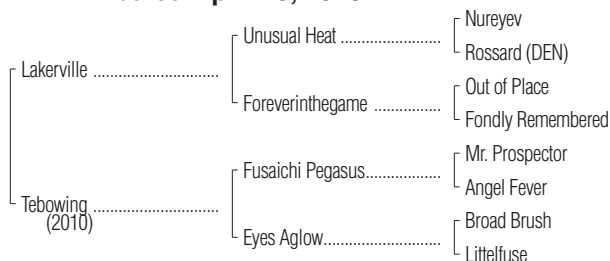 Nureyev
Unusual Heat
Rossard (DEN)
Lakerville
Out of Place
Foreverinthegame
Fondly Remembered
Mr. Prospector
Fusaichi Pegasus
Angel Fever
Tebowing
(2010)
Broad Brush
Eyes Aglow
Littelfuse